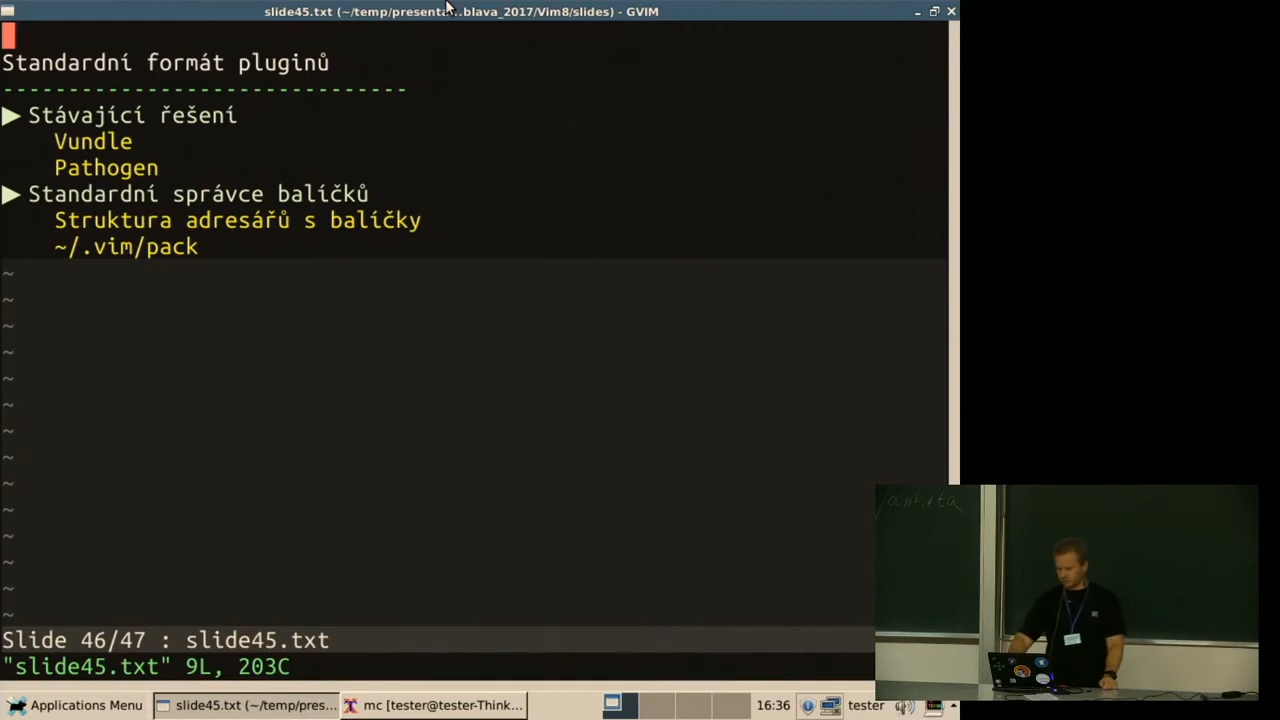 slide45.txt (~/temp/presenta...blava_2017/Vim8/slides) - GVIM
Standardní formát pluginů
-------------------------------
▶ Stávající řešení
Vundle
Pathogen
▶ Standardní správce balíčků
Struktura adresářů s balíčky
~/.vim/pack
~
~
~
~
~
~
~
~
~
~
~
~
~
~
Slide 46/47 : slide45.txt
"slide45.txt" 9L, 203C
anketa
Applications Menu
slide45.txt (~/temp/pres...
mc [tester@tester-Think...
16:36
tester